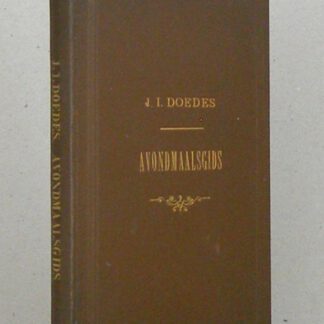 J. I. DOEDES
AVONDMAALSGIDS
J. I. DOEDES AVONDMAALSGIDS